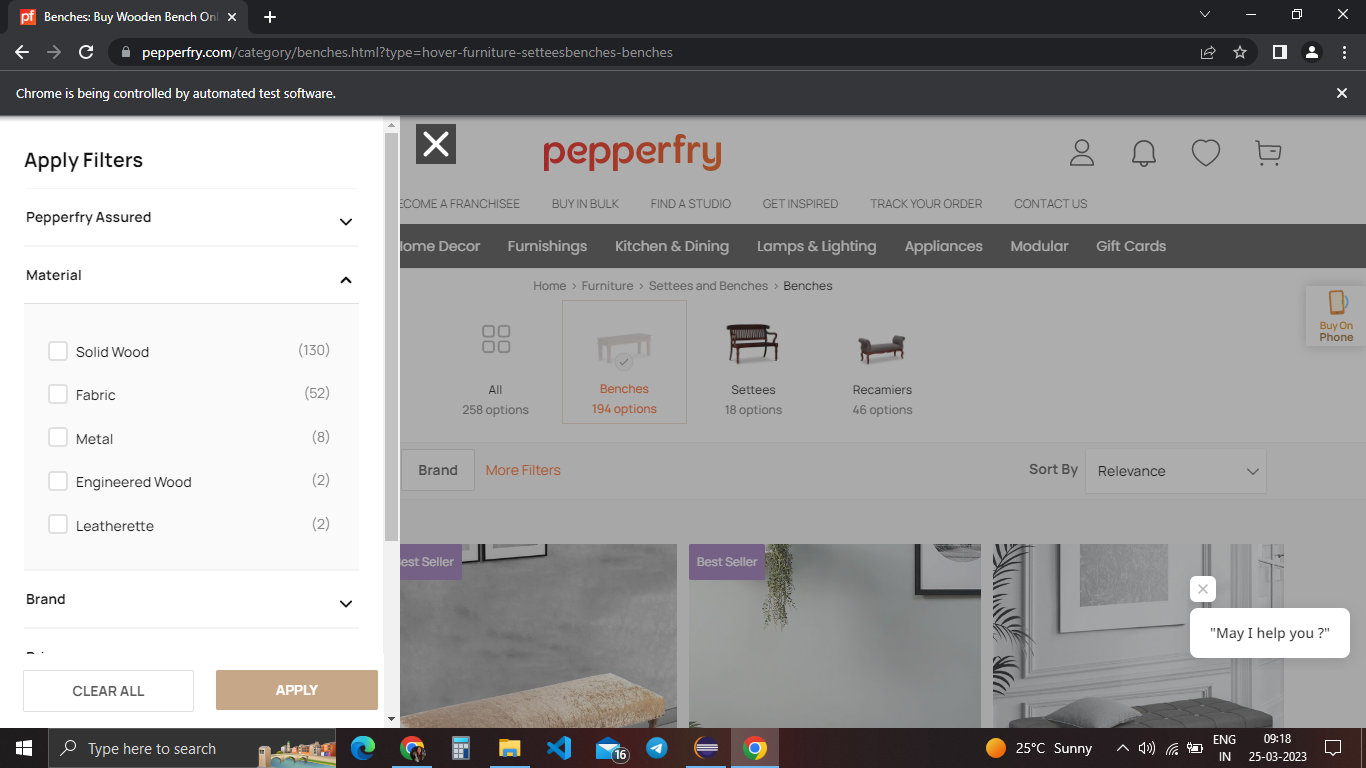 Benches: Buy Wooden Bench Onl
pepperfry.com/category/benches.html?type=hover-furniture-setteesbenches-benches
Chrome is being controlled by automated test software.
Apply Filters
Pepperfry Assured
Material
Solid Wood (130)
Fabric (52)
Metal (8)
Engineered Wood (2)
Leatherette (2)
Brand
CLEAR ALL
APPLY
pepperfry
ECOME A FRANCHISEE BUY IN BULK FIND A STUDIO GET INSPIRED TRACK YOUR ORDER CONTACT US
ome Decor Furnishings Kitchen & Dining Lamps & Lighting Appliances Modular Gift Cards
Home › Furniture › Settees and Benches › Benches
Buy On
Phone
All Benches Settees Recamiers
258 options 194 options 18 options 46 options
Brand More Filters Sort By Relevance
est Seller Best Seller
"May I help you ?"
Type here to search
16
25°C Sunny
ENG
IN
09:18
25-03-2023